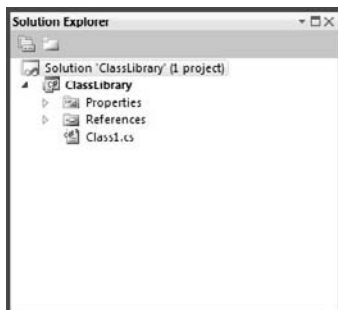 Solution Explorer
Solution 'ClassLibrary' (1 project)
ClassLibrary
Properties
References
Class1.cs